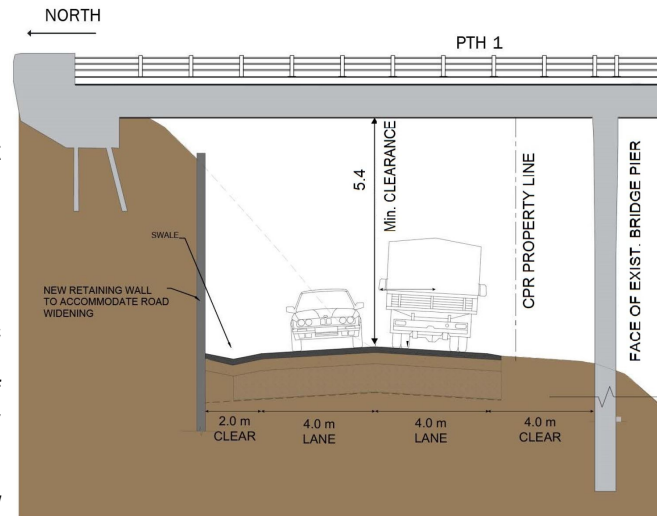 NORTH
PTH 1
5.4
Min. CLEARANCE
CPR PROPERTY LINE
FACE OF EXIST. BRIDGE PIER
SWALE
NEW RETAINING WALL
TO ACCOMMODATE ROAD
WIDENING
2.0 m
CLEAR
4.0 m
LANE
4.0 m
LANE
4.0 m
CLEAR